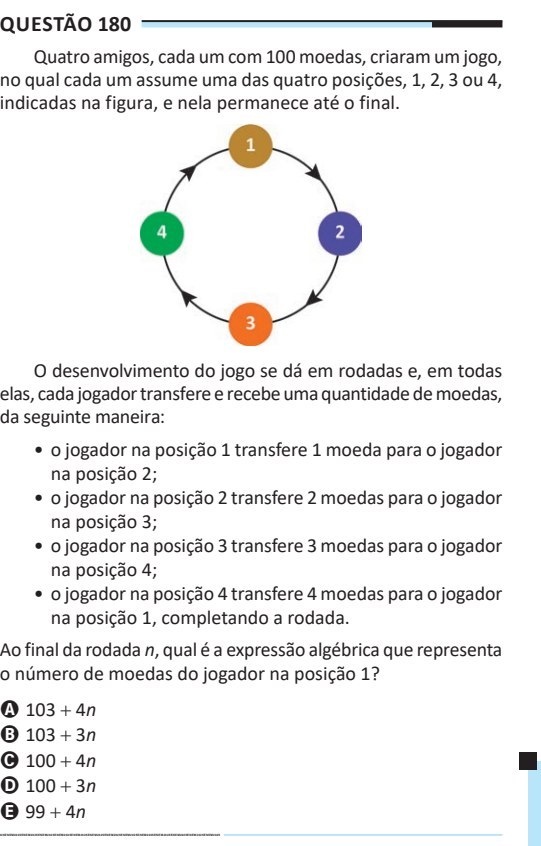 QUESTÃO 180
Quatro amigos, cada um com 100 moedas, criaram um jogo,
no qual cada um assume uma das quatro posições, 1, 2, 3 ou 4,
indicadas na figura, e nela permanece até o final.
1
4
2
3
O desenvolvimento do jogo se dá em rodadas e, em todas
elas, cada jogador transfere e recebe uma quantidade de moedas,
da seguinte maneira:
• o jogador na posição 1 transfere 1 moeda para o jogador
na posição 2;
• o jogador na posição 2 transfere 2 moedas para o jogador
na posição 3;
• o jogador na posição 3 transfere 3 moedas para o jogador
na posição 4;
• o jogador na posição 4 transfere 4 moedas para o jogador
na posição 1, completando a rodada.
Ao final da rodada n, qual é a expressão algébrica que representa
o número de moedas do jogador na posição 1?
A 103 + 4n
B 103 + 3n
C 100 + 4n
D 100 + 3n
E 99 + 4n